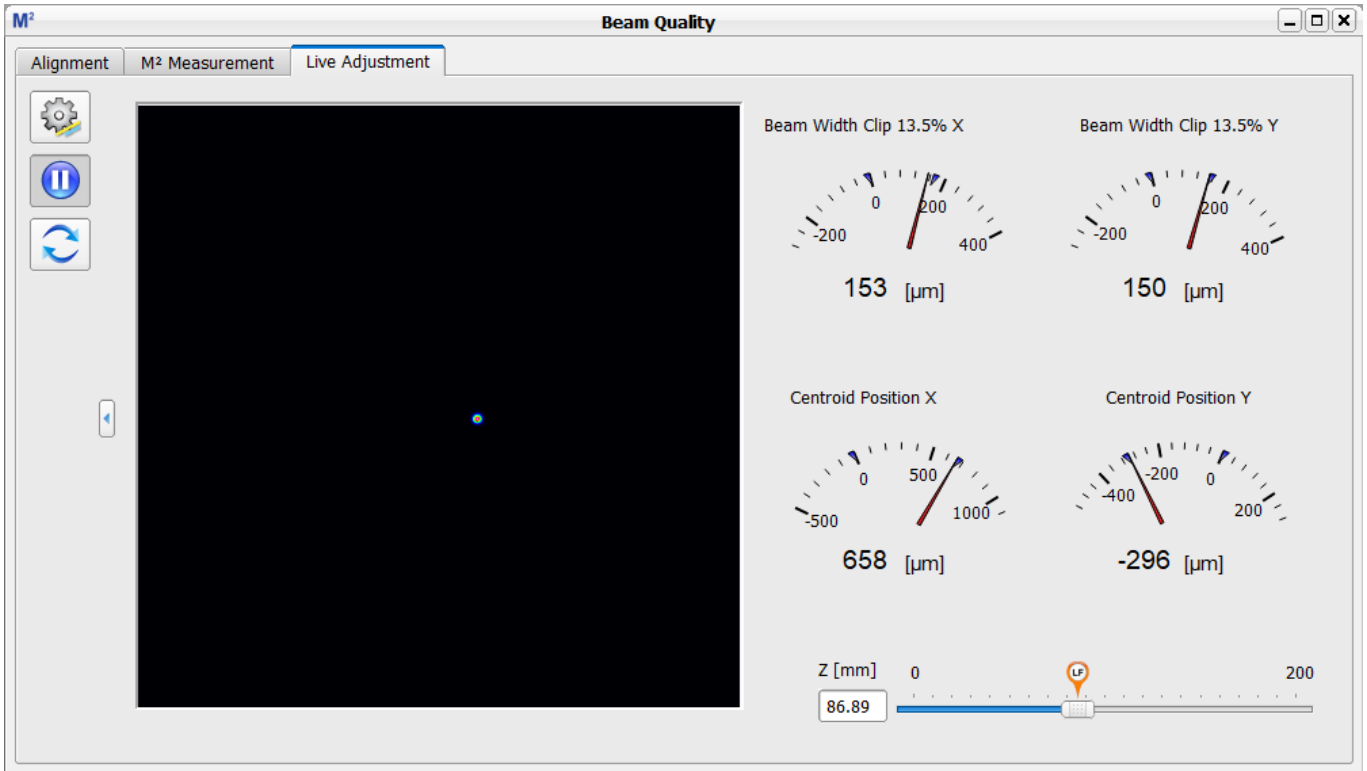 M² Beam Quality
Alignment M² Measurement Live Adjustment
Beam Width Clip 13.5% X
-200 0 200 400
153 [µm]
Beam Width Clip 13.5% Y
-200 0 200 400
150 [µm]
Centroid Position X
-500 0 500 1000
658 [µm]
Centroid Position Y
-400 -200 0 200
-296 [µm]
Z [mm] 0 LF 200
86.89